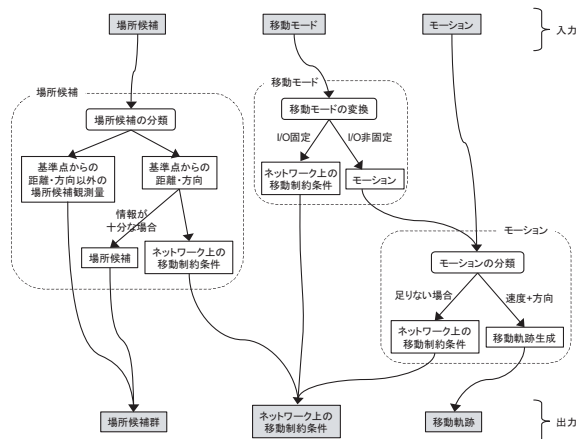 場所候補
移動モード
モーション
入力
場所候補
場所候補の分類
基準点からの
距離・方向以外の
場所候補観測量
基準点からの
距離・方向
情報が
十分な場合
場所候補
ネットワーク上の
移動制約条件
移動モード
移動モードの変換
I/O固定
I/O非固定
ネットワーク上の
移動制約条件
モーション
モーション
モーションの分類
足りない場合
速度+方向
ネットワーク上の
移動制約条件
移動軌跡生成
場所候補群
ネットワーク上の
移動制約条件
移動軌跡
出力